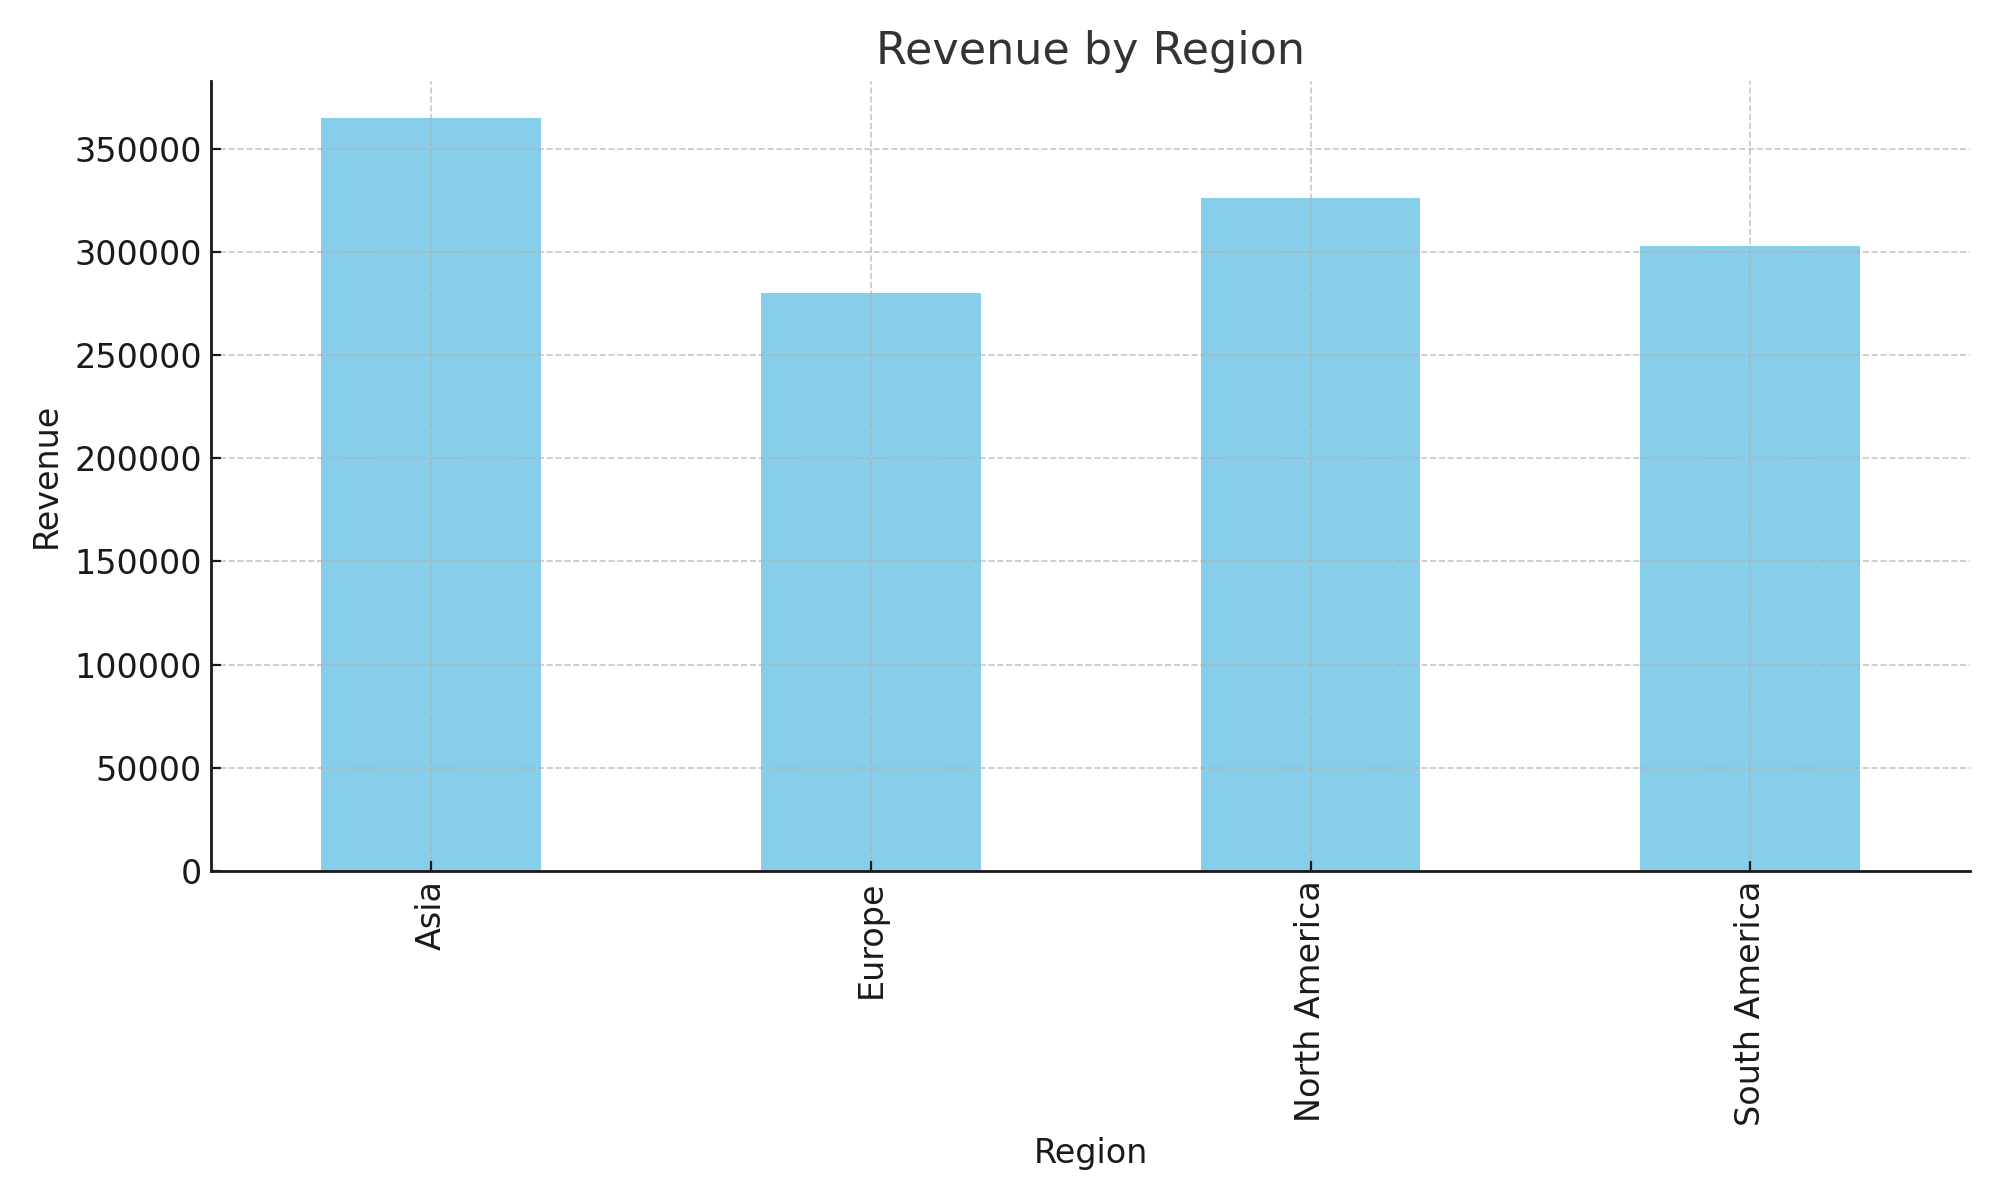 Revenue by Region
Revenue
350000
300000
250000
200000
150000
100000
50000
0
Asia
Europe
North America
South America
Region